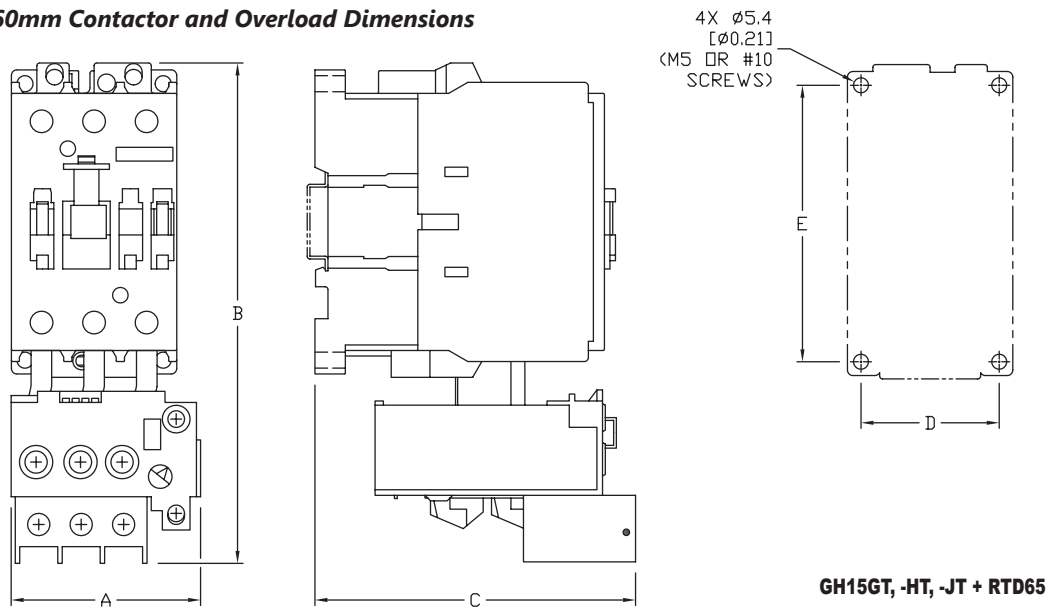 60mm Contactor and Overload Dimensions
4X ø5.4
[ø0.21]
(M5 OR #10
SCREWS)
B
E
D
A
C
GH15GT, -HT, -JT + RTD65